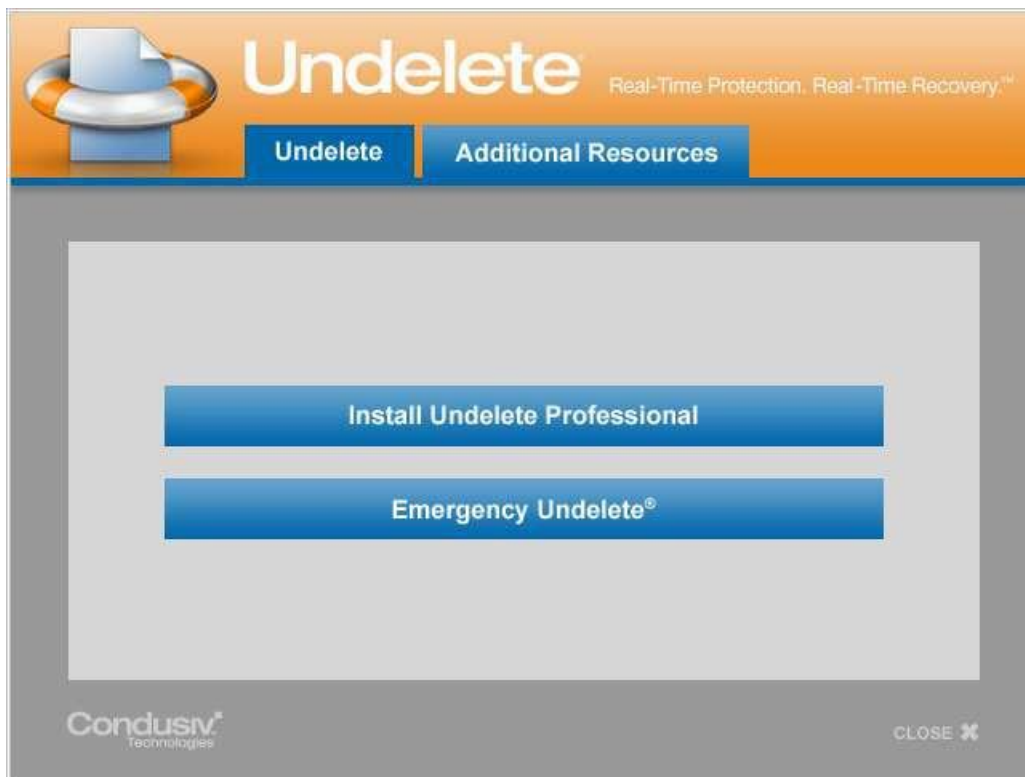 Undelete®
Real-Time Protection. Real-Time Recovery.™
Undelete
Additional Resources
Install Undelete Professional
Emergency Undelete®
Condusiv
Technologies
CLOSE ✖